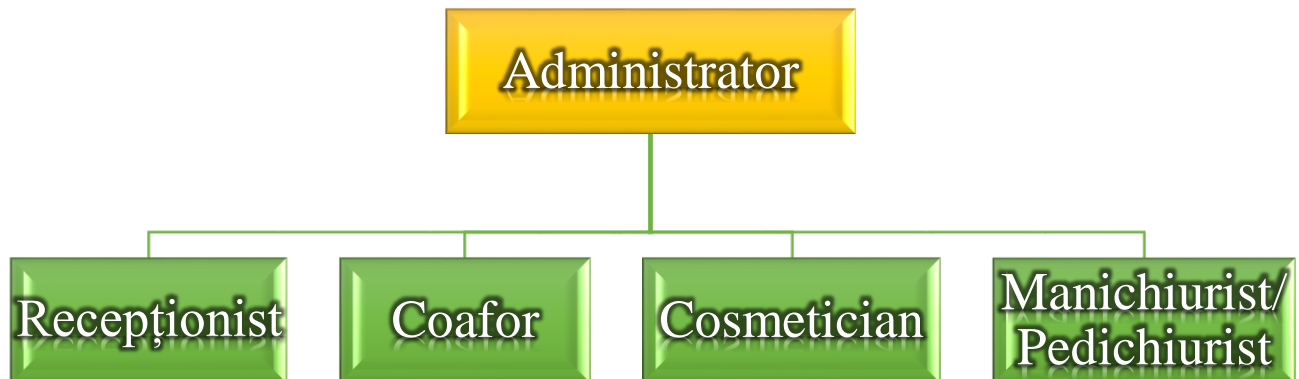 Administrator
Recepționist
Coafor
Cosmetician
Manichiurist/
Pedichiurist